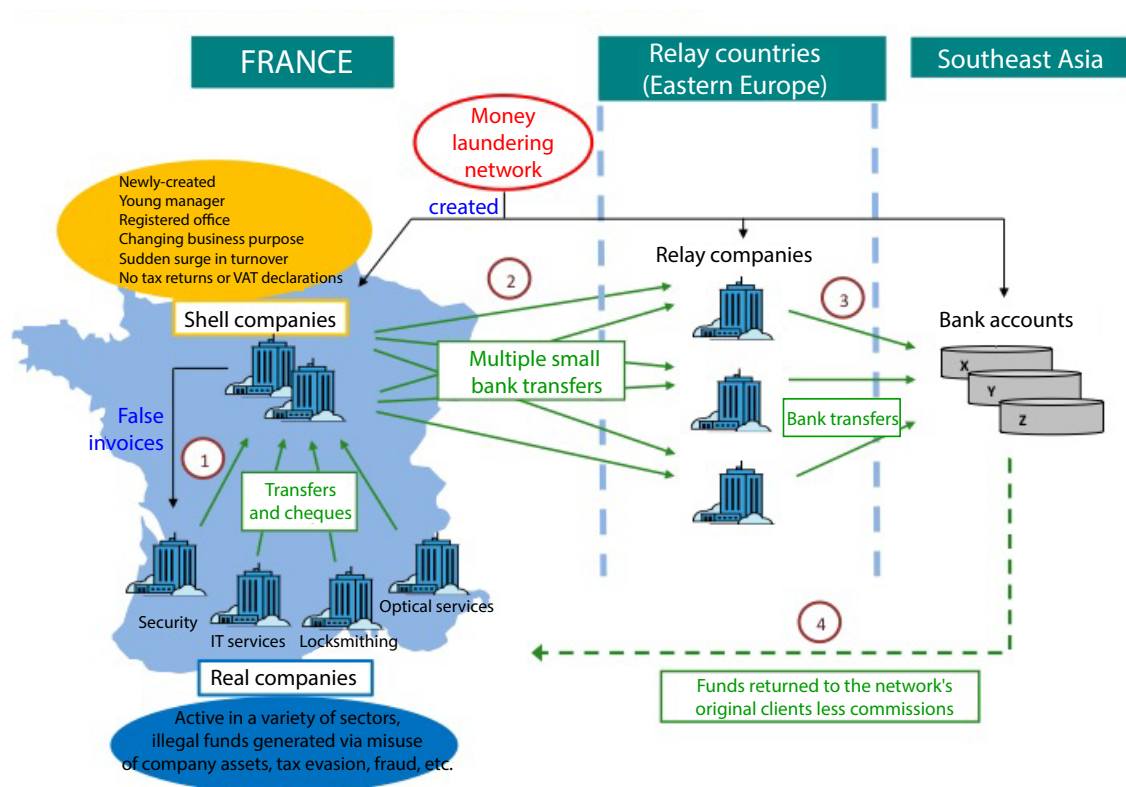 FRANCE
Relay countries
(Eastern Europe)
Southeast Asia
Money
laundering
network
created
Newly-created
Young manager
Registered office
Changing business purpose
Sudden surge in turnover
No tax returns or VAT declarations
Shell companies
2
Relay companies
3
Bank accounts
X
Y
Z
Multiple small
bank transfers
Bank transfers
False
invoices
1
Transfers
and cheques
Security
IT services
Locksmithing
Optical services
4
Real companies
Funds returned to the network's
original clients less commissions
Active in a variety of sectors,
illegal funds generated via misuse
of company assets, tax evasion, fraud, etc.